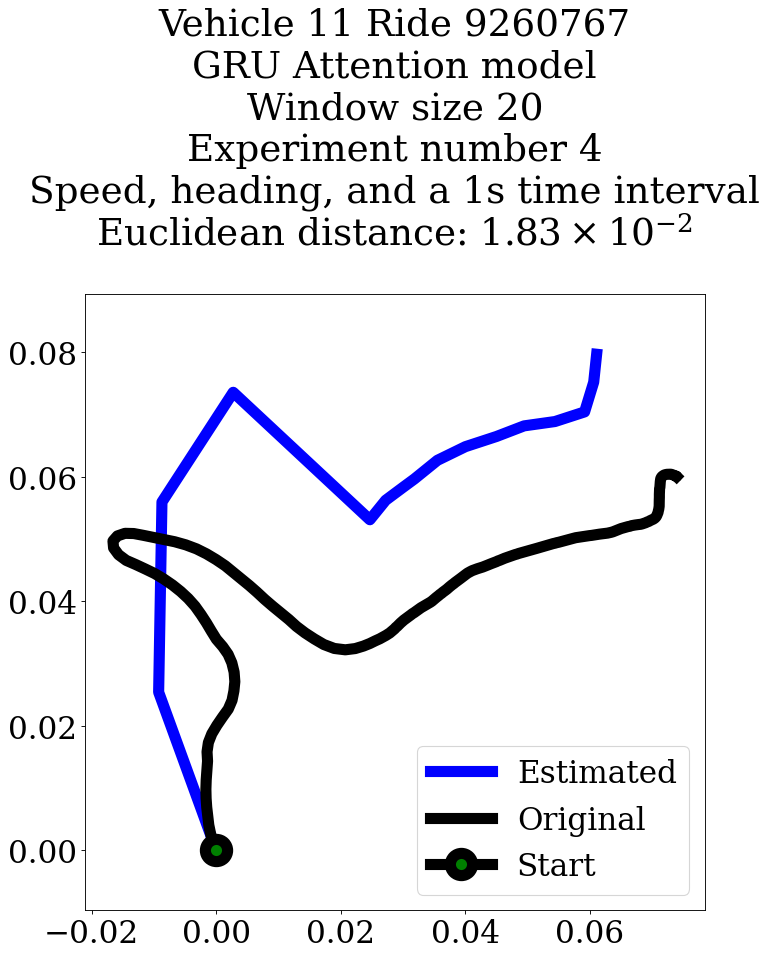 Vehicle 11 Ride 9260767
GRU Attention model
Window size 20
Experiment number 4
Speed, heading, and a 1s time interval
Euclidean distance: 1.83 × 10⁻²
0.08
0.06
0.04
0.02
0.00
−0.02 0.00 0.02 0.04 0.06
Estimated
Original
Start